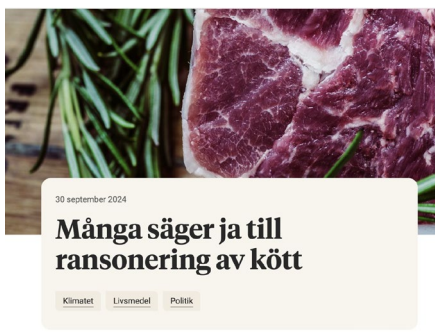 30 september 2024
Många säger ja till
ransonering av kött
Klimatet Livsmedel Politik